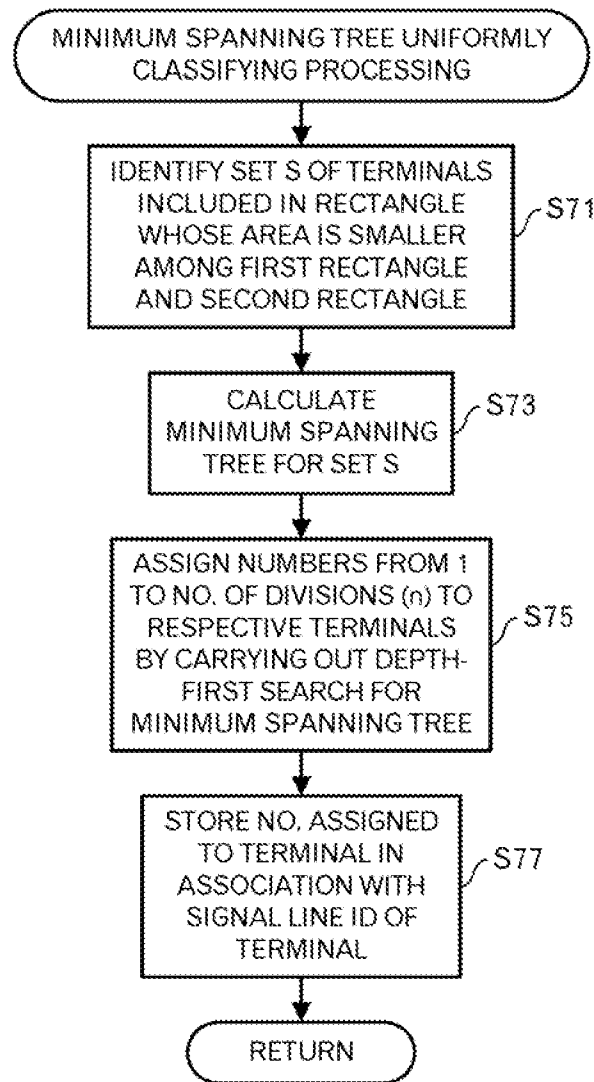 MINIMUM SPANNING TREE UNIFORMLY
CLASSIFYING PROCESSING
IDENTIFY SET S OF TERMINALS
INCLUDED IN RECTANGLE
WHOSE AREA IS SMALLER
AMONG FIRST RECTANGLE
AND SECOND RECTANGLE
S71
CALCULATE
MINIMUM SPANNING
TREE FOR SET S
S73
ASSIGN NUMBERS FROM 1
TO NO. OF DIVISIONS (n) TO
RESPECTIVE TERMINALS
BY CARRYING OUT DEPTH-
FIRST SEARCH FOR
MINIMUM SPANNING TREE
S75
STORE NO. ASSIGNED
TO TERMINAL IN
ASSOCIATION WITH
SIGNAL LINE ID OF
TERMINAL
S77
RETURN